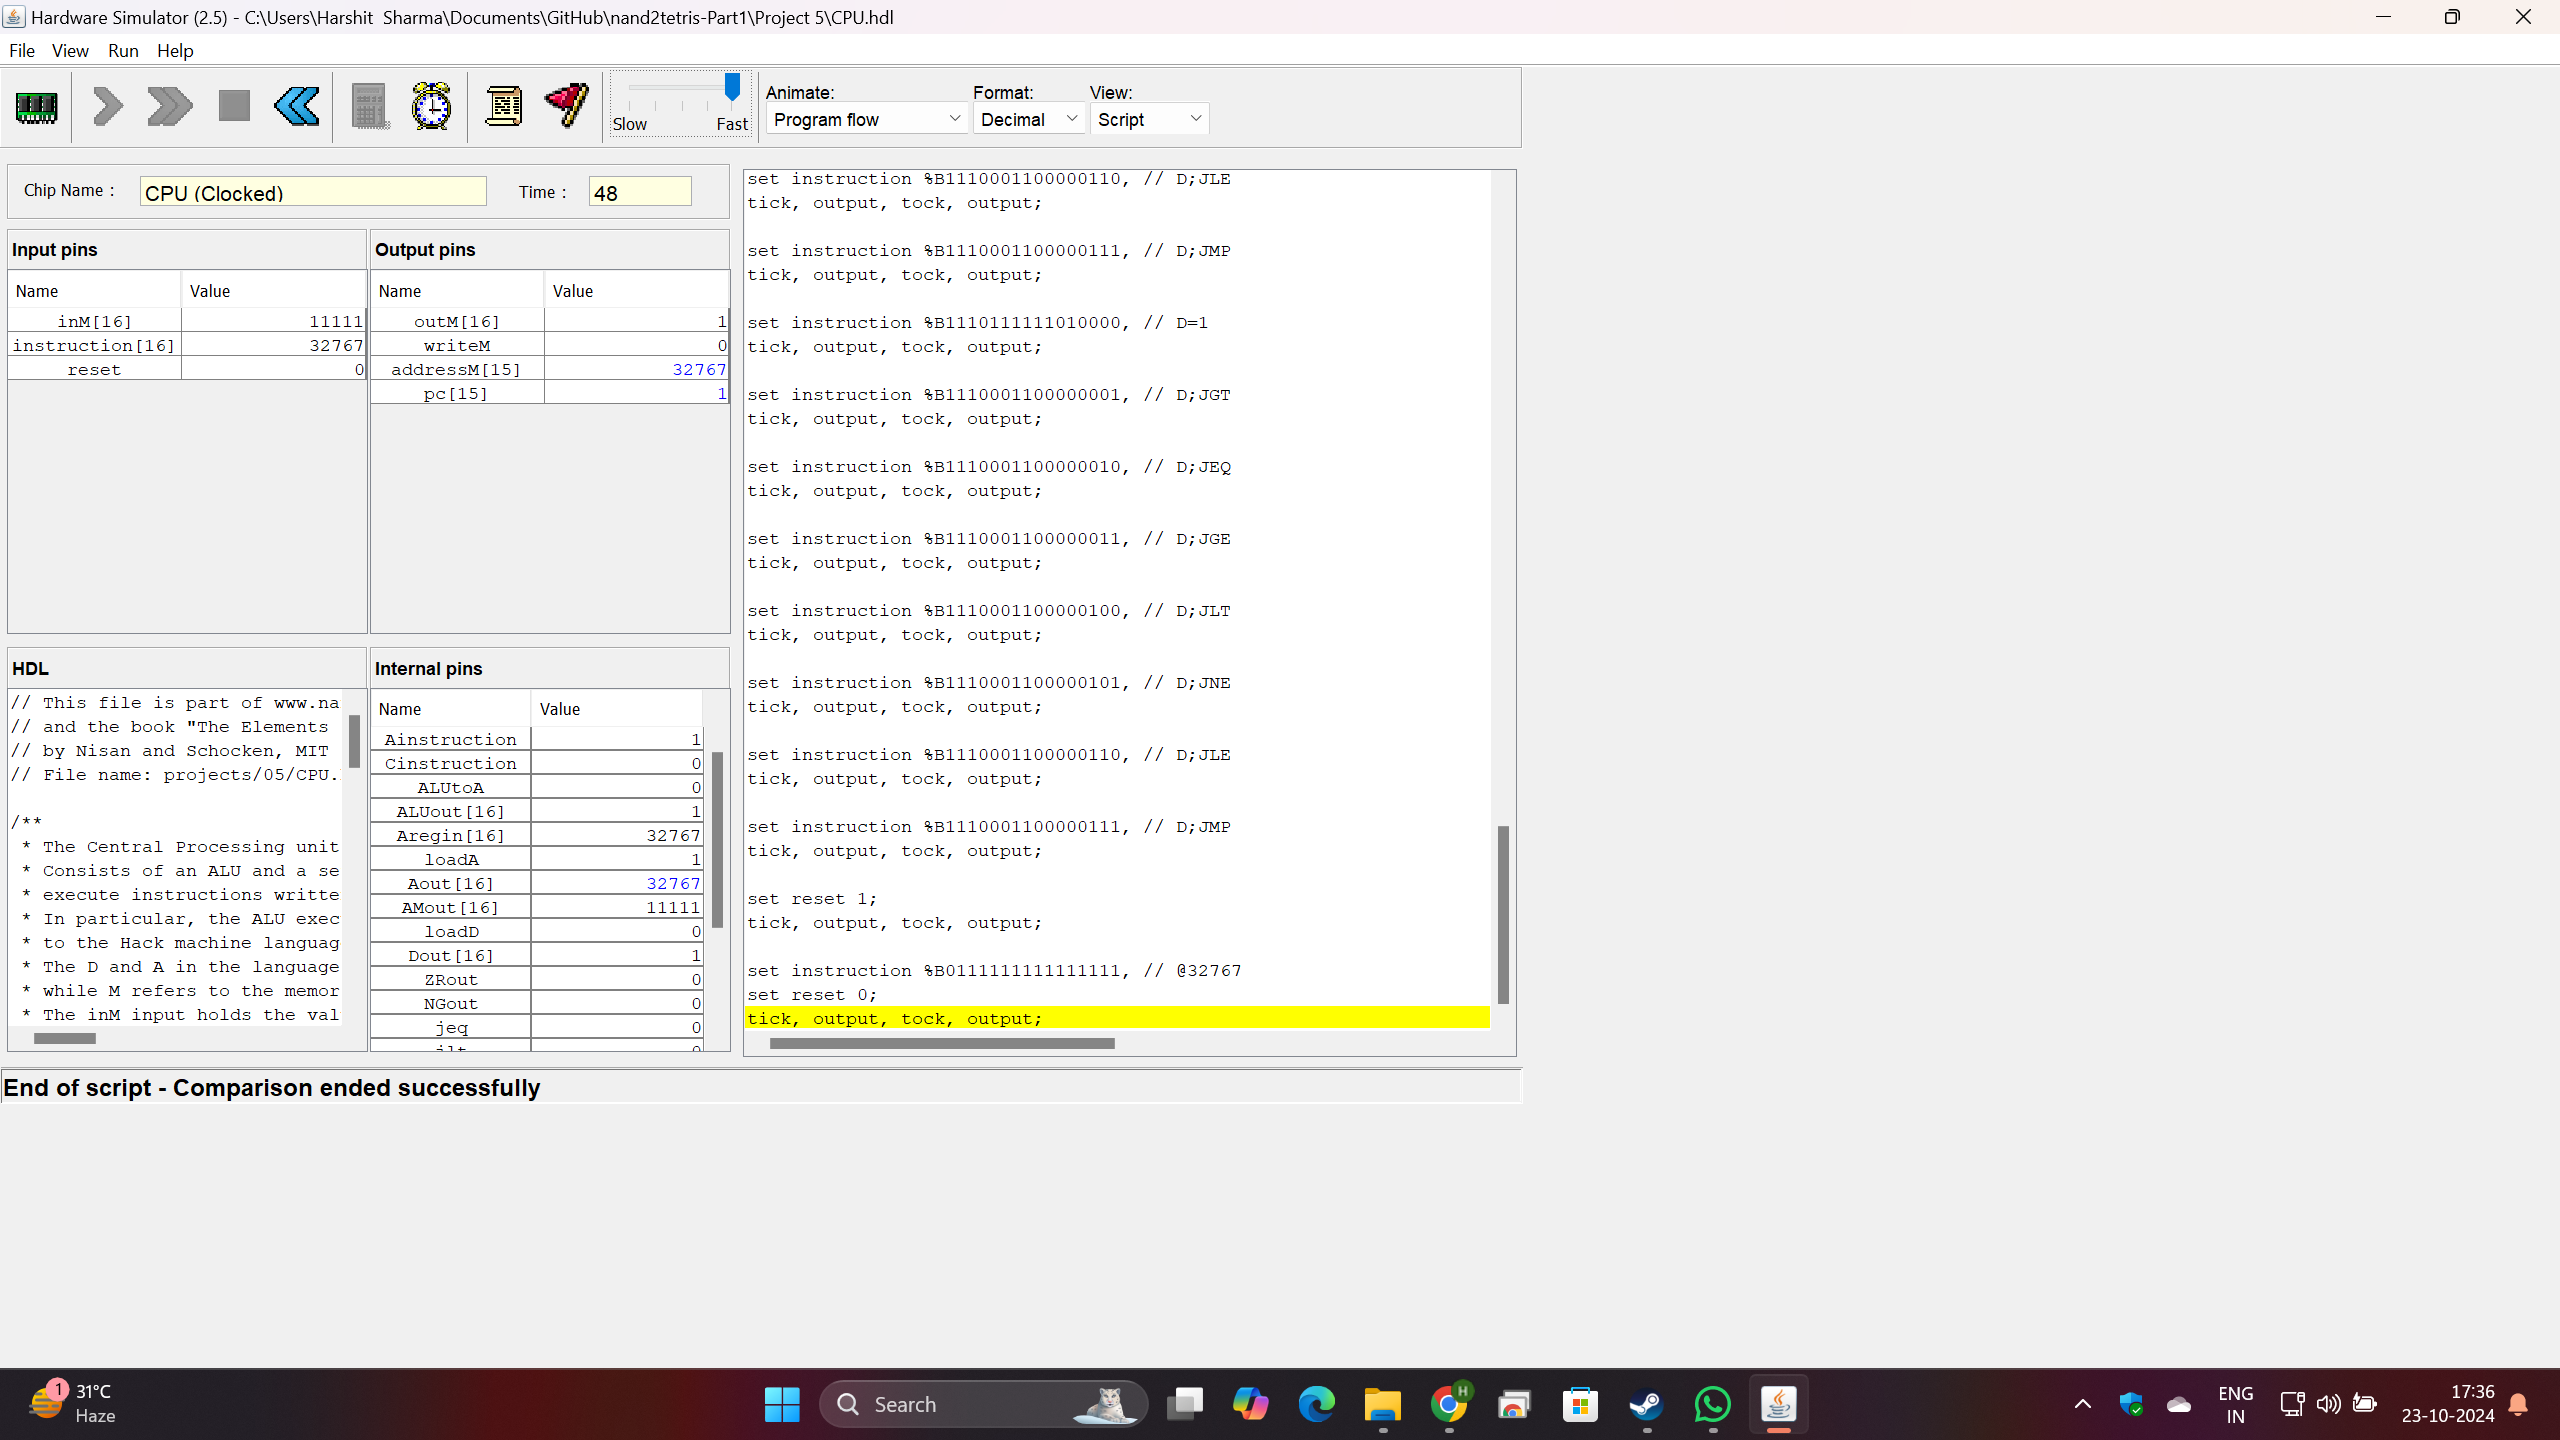 Hardware Simulator (2.5) - C:\Users\Harshit  Sharma\Documents\GitHub\nand2tetris-Part1\Project 5\CPU.hdl
File View Run Help
Slow Fast
Animate:
Program flow
Format:
Decimal
View:
Script
Chip Name :
CPU (Clocked)
Time :
48
Input pins
Name Value
inM[16] 11111
instruction[16] 32767
reset 0
Output pins
Name Value
outM[16] 1
writeM 0
addressM[15] 32767
pc[15] 1
HDL
// This file is part of www.na
// and the book "The Elements
// by Nisan and Schocken, MIT
// File name: projects/05/CPU.
/**
* The Central Processing unit
* Consists of an ALU and a se
* execute instructions writte
* In particular, the ALU exec
* to the Hack machine languag
* The D and A in the language
* while M refers to the memor
* The inM input holds the val
Internal pins
Name Value
Ainstruction 1
Cinstruction 0
ALUtoA 0
ALUout[16] 1
Aregin[16] 32767
loadA 1
Aout[16] 32767
AMout[16] 11111
loadD 0
Dout[16] 1
ZRout 0
NGout 0
jeq 0
set instruction %B1110001100000110, // D;JLE
tick, output, tock, output;
set instruction %B1110001100000111, // D;JMP
tick, output, tock, output;
set instruction %B1110111111010000, // D=1
tick, output, tock, output;
set instruction %B1110001100000001, // D;JGT
tick, output, tock, output;
set instruction %B1110001100000010, // D;JEQ
tick, output, tock, output;
set instruction %B1110001100000011, // D;JGE
tick, output, tock, output;
set instruction %B1110001100000100, // D;JLT
tick, output, tock, output;
set instruction %B1110001100000101, // D;JNE
tick, output, tock, output;
set instruction %B1110001100000110, // D;JLE
tick, output, tock, output;
set instruction %B1110001100000111, // D;JMP
tick, output, tock, output;
set reset 1;
tick, output, tock, output;
set instruction %B0111111111111111, // @32767
set reset 0;
tick, output, tock, output;
End of script - Comparison ended successfully
1
31°C
Haze
Search
H
ENG
IN
17:36
23-10-2024